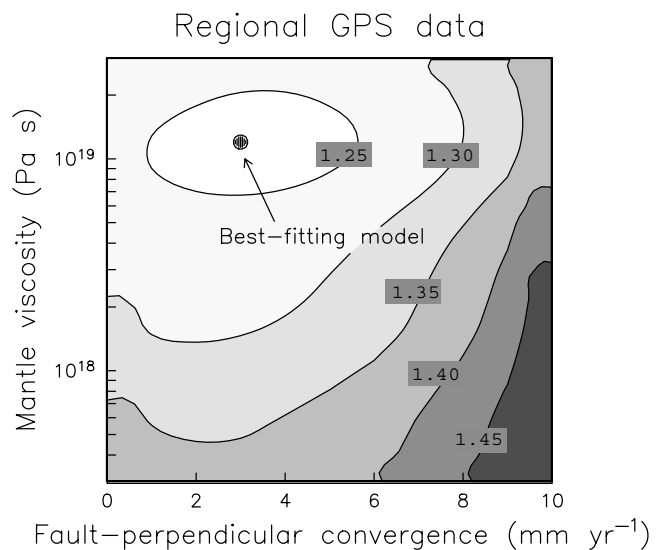 Regional GPS data
Mantle viscosity (Pa s)
10¹⁹
10¹⁸
1.25
1.30
Best−fitting model
1.35
1.40
1.45
0 2 4 6 8 10
Fault−perpendicular convergence (mm yr⁻¹)